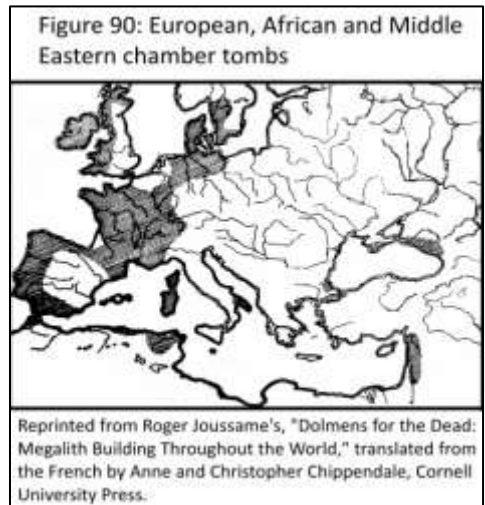 Figure 90: European, African and Middle
Eastern chamber tombs
Reprinted from Roger Joussame's, "Dolmens for the Dead:
Megalith Building Throughout the World," translated from
the French by Anne and Christopher Chippendale, Cornell
University Press.